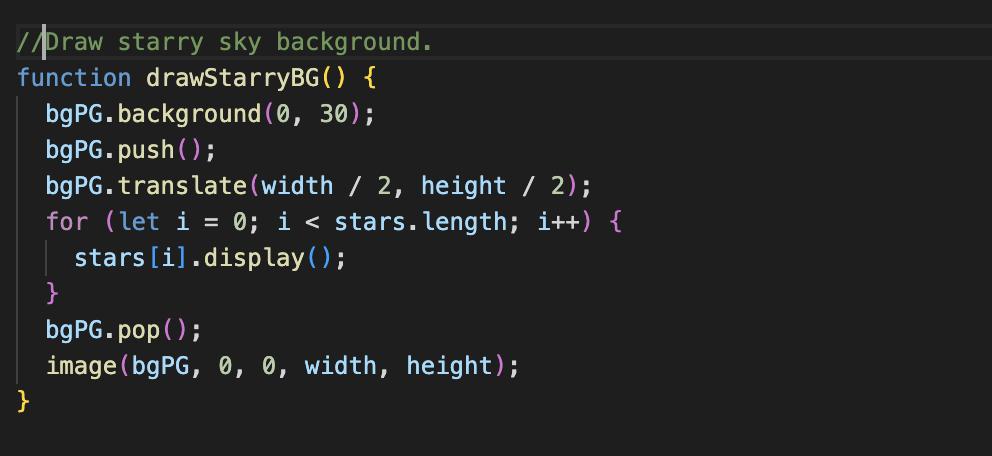 //Draw starry sky background.
function drawStarryBG() {
  bgPG.background(0, 30);
  bgPG.push();
  bgPG.translate(width / 2, height / 2);
  for (let i = 0; i < stars.length; i++) {
    stars[i].display();
  }
  bgPG.pop();
  image(bgPG, 0, 0, width, height);
}